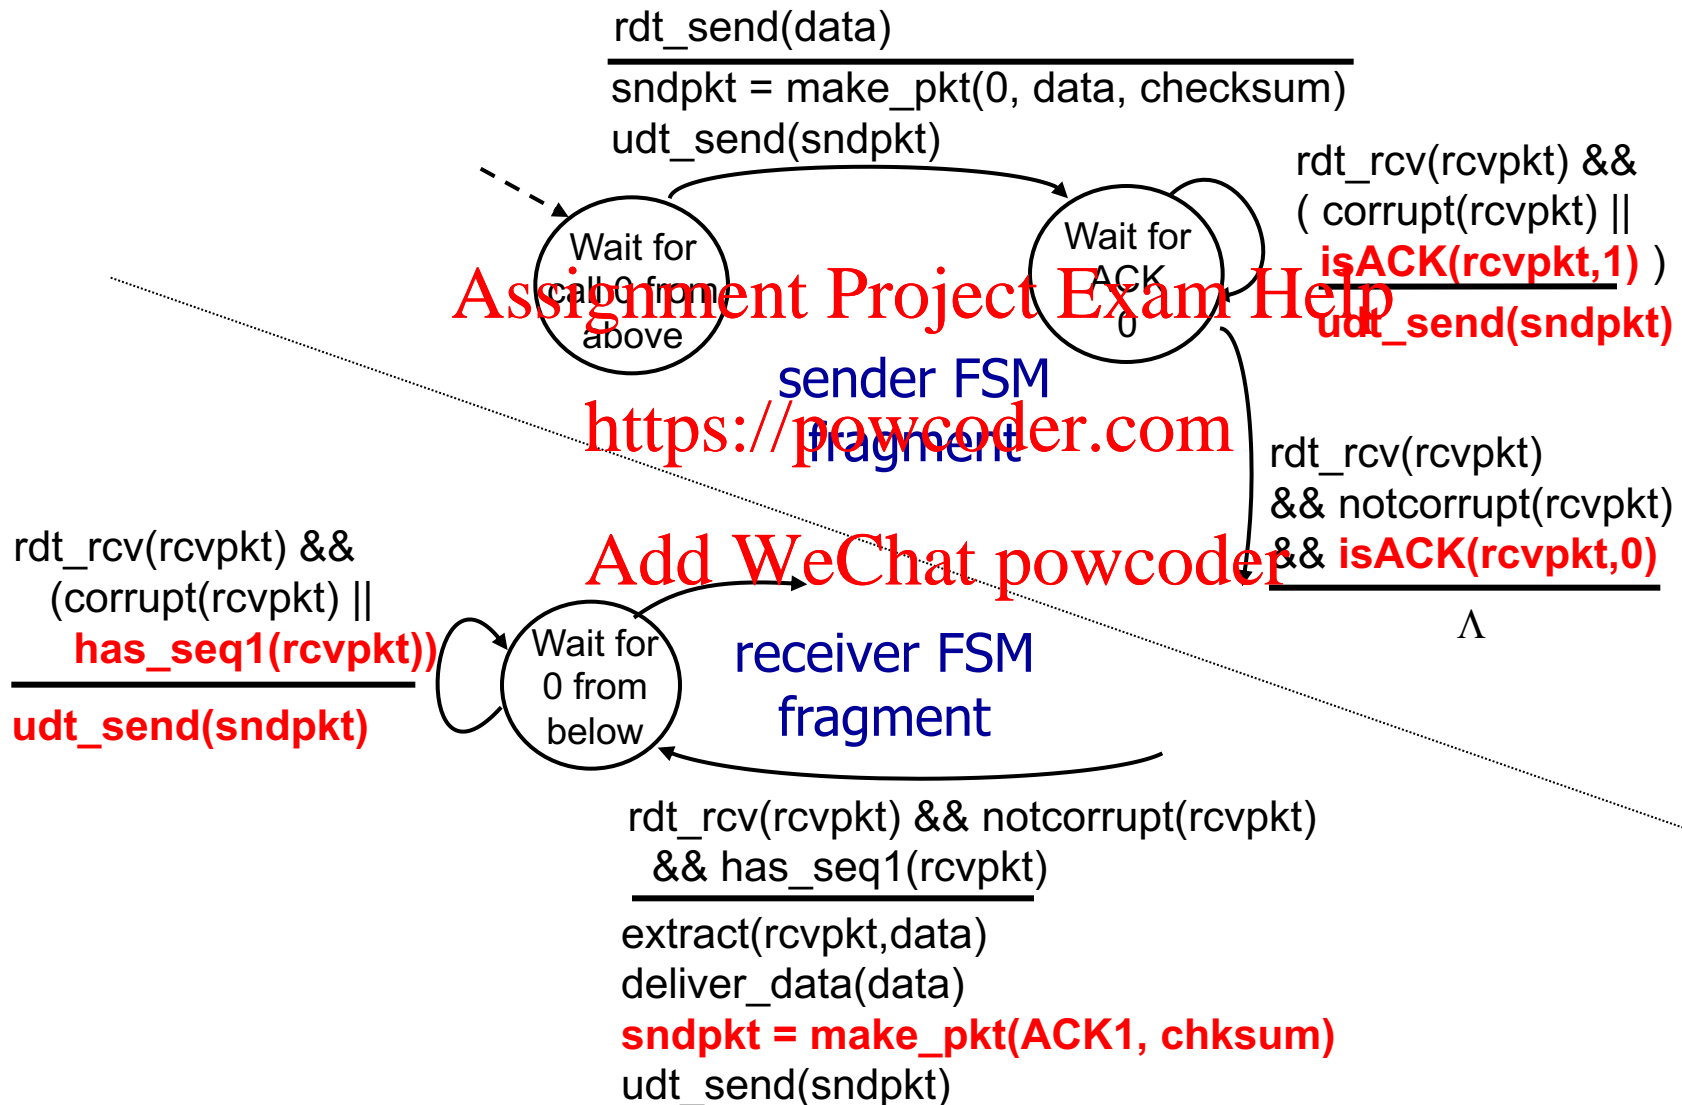 rdt_send(data)
sndpkt = make_pkt(0, data, checksum)
udt_send(sndpkt)
rdt_rcv(rcvpkt) &&
( corrupt(rcvpkt) ||
isACK(rcvpkt,1) )
udt_send(sndpkt)
Wait for
call 0 from
above
Wait for
ACK
0
Assignment Project Exam Help
sender FSM
fragment
https://powcoder.com
rdt_rcv(rcvpkt)
&& notcorrupt(rcvpkt)
&& isACK(rcvpkt,0)
Λ
Add WeChat powcoder
rdt_rcv(rcvpkt) &&
(corrupt(rcvpkt) ||
has_seq1(rcvpkt))
udt_send(sndpkt)
Wait for
0 from
below
receiver FSM
fragment
rdt_rcv(rcvpkt) && notcorrupt(rcvpkt)
&& has_seq1(rcvpkt)
extract(rcvpkt,data)
deliver_data(data)
sndpkt = make_pkt(ACK1, chksum)
udt_send(sndpkt)